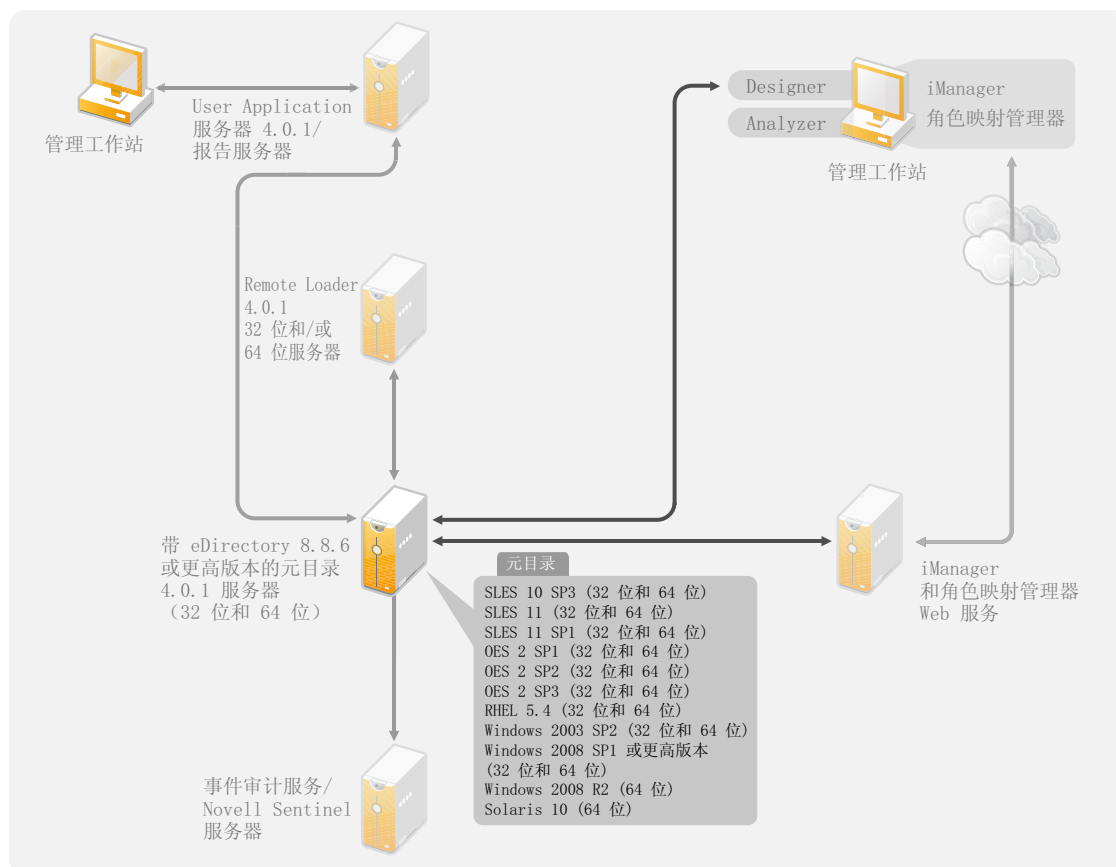 User Application
服务器 4.0.1/
报告服务器
管理工作站
Designer
Analyzer
iManager
角色映射管理器
管理工作站
Remote Loader
4.0.1
32 位和/或
64 位服务器
带 eDirectory 8.8.6
或更高版本的元目录
4.0.1 服务器
（32 位和 64 位）
元目录
SLES 10 SP3 (32 位和 64 位)
SLES 11 (32 位和 64 位)
SLES 11 SP1 (32 位和 64 位)
OES 2 SP1 (32 位和 64 位)
OES 2 SP2 (32 位和 64 位)
OES 2 SP3 (32 位和 64 位)
RHEL 5.4 (32 位和 64 位)
Windows 2003 SP2 (32 位和 64 位)
Windows 2008 SP1 或更高版本
(32 位和 64 位)
Windows 2008 R2 (64 位)
Solaris 10 (64 位)
iManager
和角色映射管理器
Web 服务
事件审计服务/
Novell Sentinel
服务器